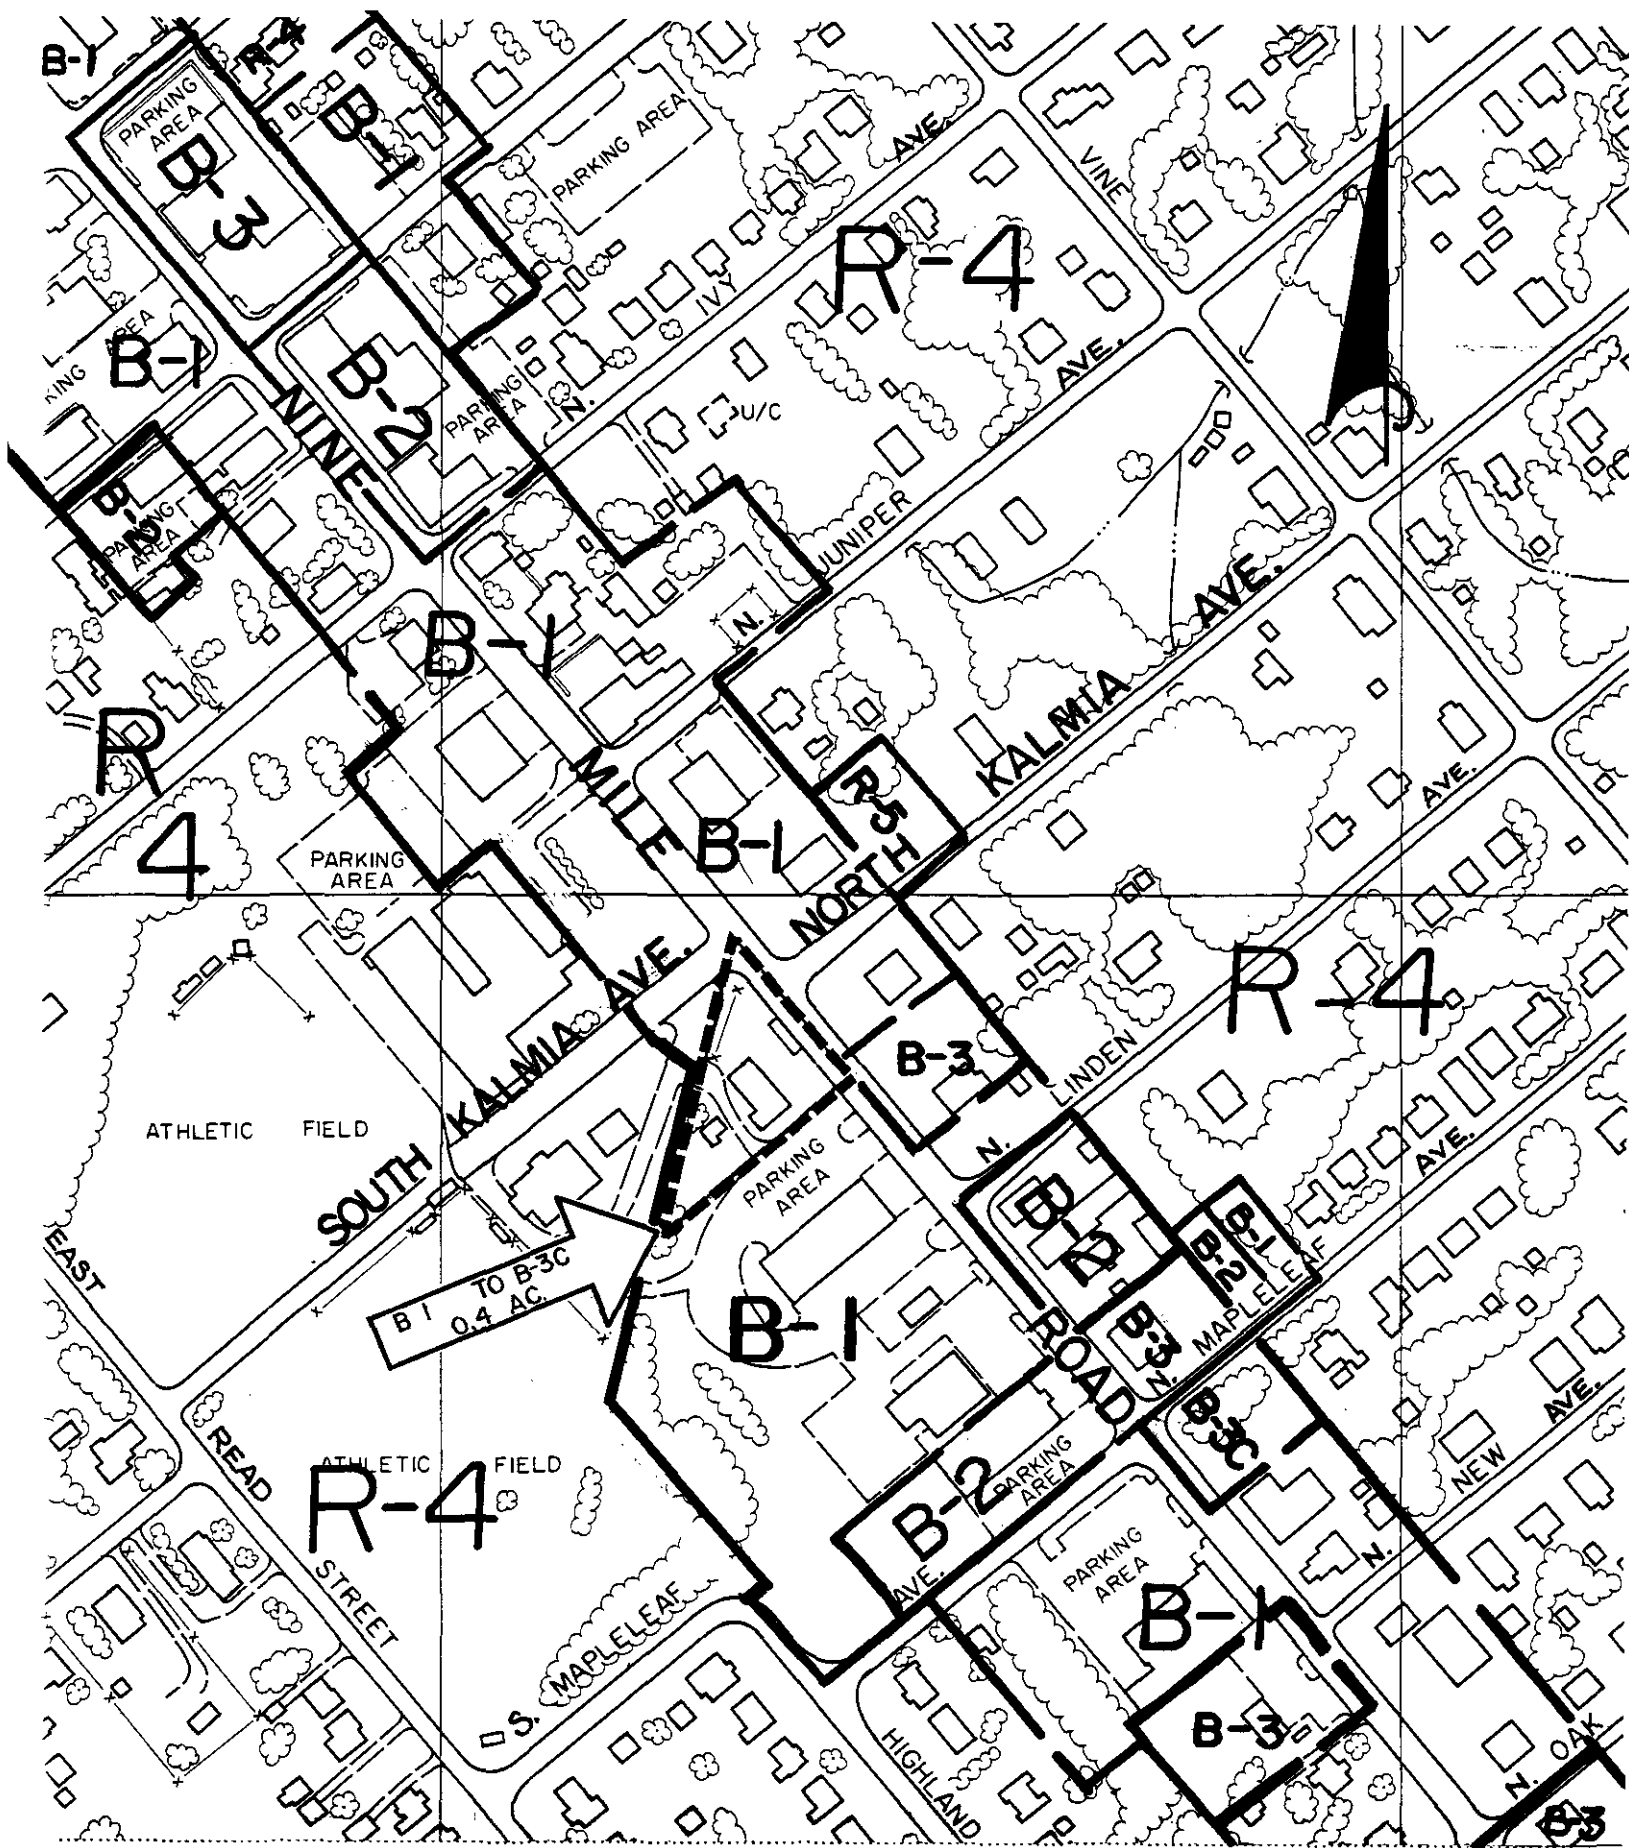 B-1
R-4
PARKING
AREA
B-3
B-1
PARKING AREA
AVE.
VINE
R-4
IVY
N.
AREA
B-1
NINE
B-2
PARKING
AREA
U/C
AVE.
B-2
PARKING
AREA
JUNIPER
N.
B-1
KALMIA
AVE.
R
4
MILE
R-5
KALMIA
NORTH
AVE.
PARKING
AREA
B-1
SOUTH KALMIA AVE.
R-4
B-3
LINDEN
N.
ATHLETIC FIELD
PARKING
AREA
AVE.
EAST
READ
STREET
B 1 TO B-3C
0.4 AC.
B-1
B-2
B-1
B-2
B-3
MAPLELEAF
N.
ROAD
B-3C
AVE.
NEW
N.
ATHLETIC FIELD
R-4
B-2
PARKING
AREA
AVE.
S. MAPLELEAF
PARKING
AREA
B-1
HIGHLAND
B-3
OAK
N.
B-3